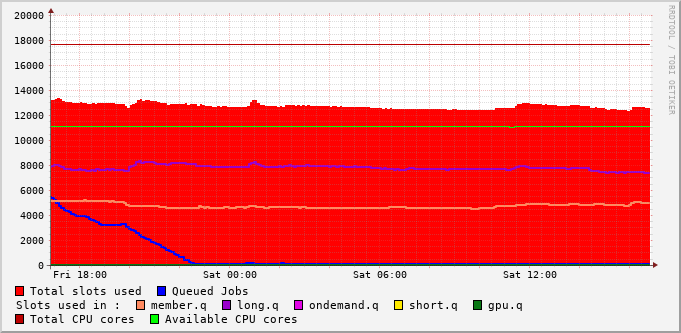 20000
18000
16000
14000
12000
10000
8000
6000
4000
2000
0
Fri 18:00 Sat 00:00 Sat 06:00 Sat 12:00
RRDTOOL / TOBI OETIKER
Total slots used Queued Jobs
Slots used in : member.q long.q ondemand.q short.q gpu.q
Total CPU cores Available CPU cores